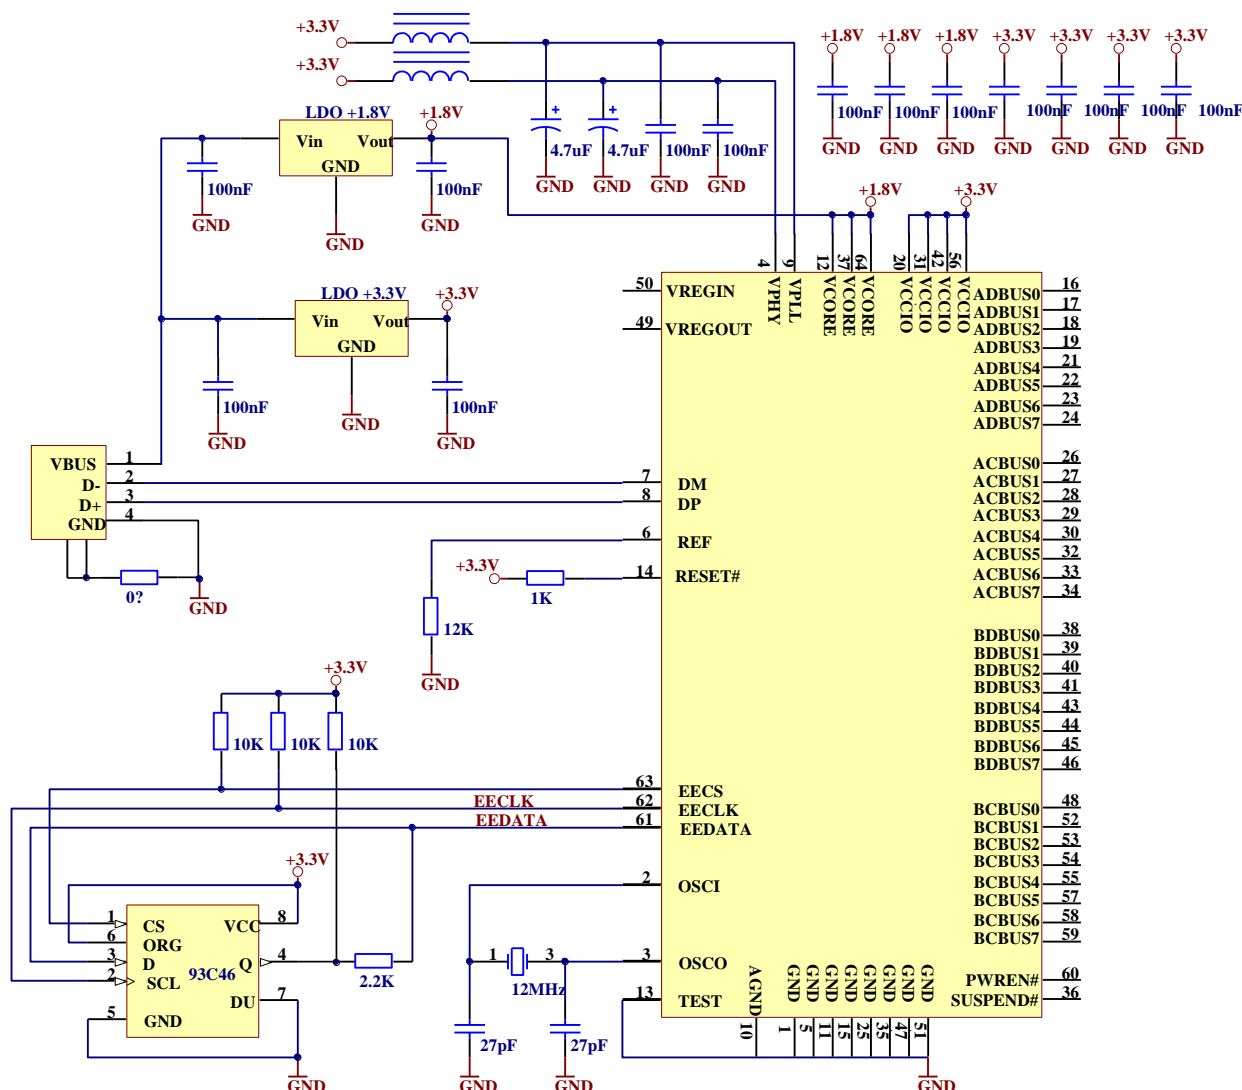 +3.3V
+3.3V
+1.8V +1.8V +1.8V +3.3V +3.3V +3.3V +3.3V
100nF 100nF 100nF 100nF 100nF 100nF 100nF
GND GND GND GND GND GND GND
LDO +1.8V
+1.8V
Vin Vout
GND
4.7uF 4.7uF 100nF 100nF
GND GND GND GND
100nF 100nF
GND GND GND
+1.8V +3.3V
4 9 12 37 64 20 31 42 56
VPHY VPLL VCORE VCORE VCORE VCCIO VCCIO VCCIO VCCIO
LDO +3.3V
+3.3V
Vin Vout
GND
100nF 100nF
GND GND GND
50 VREGIN
49 VREGOUT
ADBUS0 16
ADBUS1 17
ADBUS2 18
ADBUS3 19
ADBUS4 21
ADBUS5 22
ADBUS6 23
ADBUS7 24
VBUS 1
D- 2
D+ 3
GND 4
0?
GND
7 DM
8 DP
6 REF
+3.3V
1K
14 RESET#
12K
GND
ACBUS0 26
ACBUS1 27
ACBUS2 28
ACBUS3 29
ACBUS4 30
ACBUS5 32
ACBUS6 33
ACBUS7 34
BDBUS0 38
BDBUS1 39
BDBUS2 40
BDBUS3 41
BDBUS4 43
BDBUS5 44
BDBUS6 45
BDBUS7 46
+3.3V
10K 10K 10K
63 EECS
EECLK 62 EECLK
EEDATA 61 EEDATA
BCBUS0 48
BCBUS1 52
BCBUS2 53
BCBUS3 54
BCBUS4 55
BCBUS5 57
BCBUS6 58
BCBUS7 59
+3.3V
1 CS VCC 8
6 ORG
3 D Q 4
93C46
2 SCL
DU 7
5 GND
2.2K
GND
2 OSCI
1 3
12MHz
3 OSCO
13 TEST
27pF 27pF
GND GND
PWREN# 60
SUSPEND# 36
AGND GND GND GND GND GND GND GND GND
10 1 5 11 15 25 35 47 51
GND